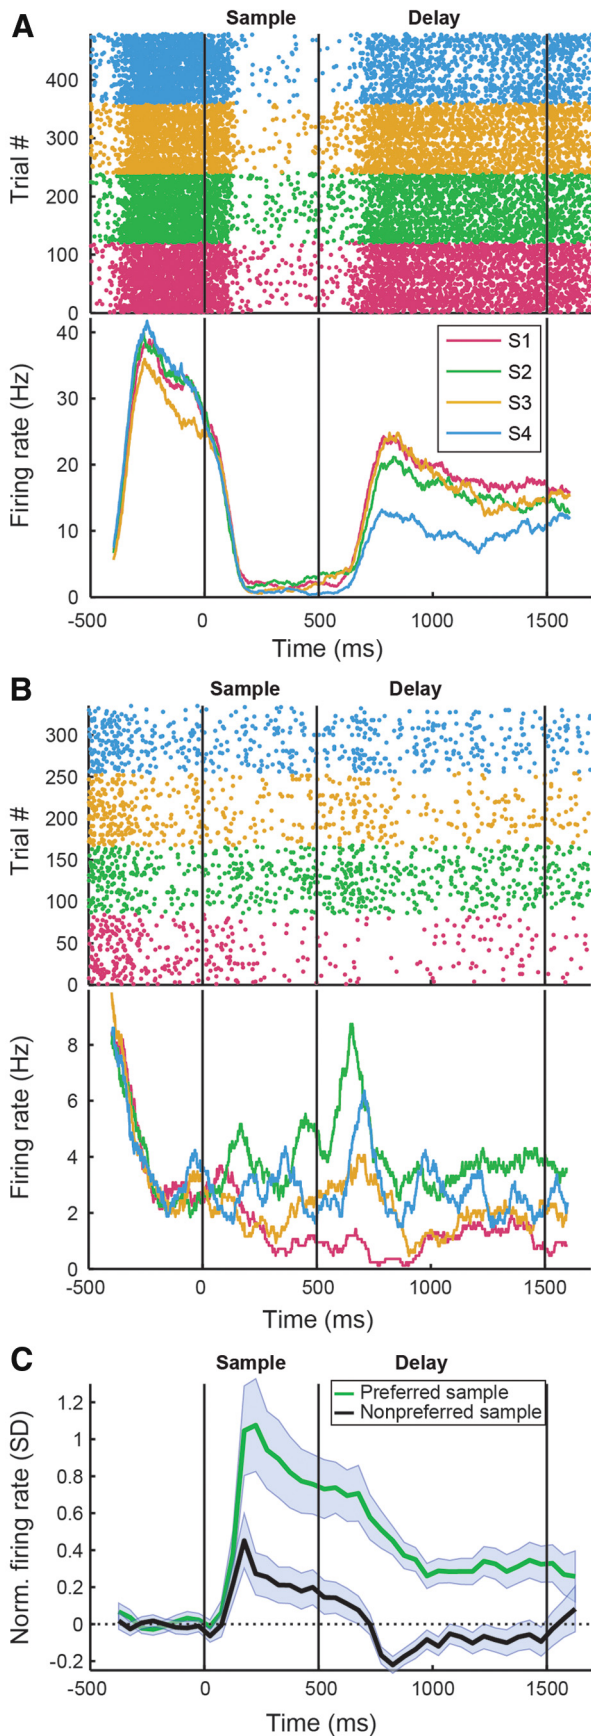 A
Sample Delay
400
300
200
100
0
Trial #
40
30
20
10
0
Firing rate (Hz)
S1
S2
S3
S4
-500 0 500 1000 1500
Time (ms)
B
Sample Delay
300
250
200
150
100
50
0
Trial #
8
6
4
2
0
Firing rate (Hz)
-500 0 500 1000 1500
Time (ms)
C
Sample Delay
Preferred sample
Nonpreferred sample
1.2
1
0.8
0.6
0.4
0.2
0
-0.2
Norm. firing rate (SD)
-500 0 500 1000 1500
Time (ms)